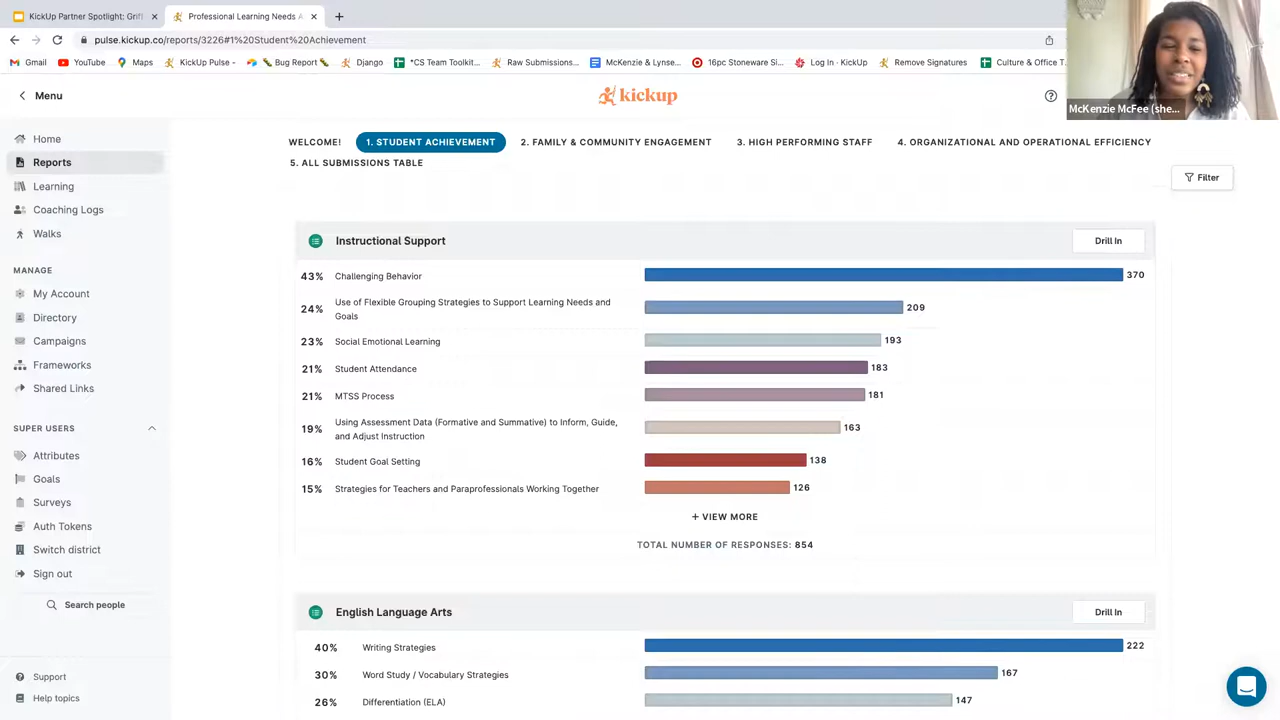 KickUp Partner Spotlight: Grif
Professional Learning Needs A
pulse.kickup.co/reports/3226#1%20Student%20Achievement
Gmail YouTube Maps KickUp Pulse - Bug Report Django *CS Team Toolkit... Raw Submissions... McKenzie & Lynse... 16pc Stoneware Sl... Log In · KickUp Remove Signatures Culture & Office T...
McKenzie McFee (she...
Menu
kickup
Home
Reports
Learning
Coaching Logs
Walks
MANAGE
My Account
Directory
Campaigns
Frameworks
Shared Links
SUPER USERS
Attributes
Goals
Surveys
Auth Tokens
Switch district
Sign out
Search people
Support
Help topics
WELCOME! 1. STUDENT ACHIEVEMENT 2. FAMILY & COMMUNITY ENGAGEMENT 3. HIGH PERFORMING STAFF 4. ORGANIZATIONAL AND OPERATIONAL EFFICIENCY
5. ALL SUBMISSIONS TABLE
Filter
Instructional Support Drill In
43% Challenging Behavior 370
24% Use of Flexible Grouping Strategies to Support Learning Needs and
Goals 209
23% Social Emotional Learning 193
21% Student Attendance 183
21% MTSS Process 181
19% Using Assessment Data (Formative and Summative) to Inform, Guide,
and Adjust Instruction 163
16% Student Goal Setting 138
15% Strategies for Teachers and Paraprofessionals Working Together 126
+ VIEW MORE
TOTAL NUMBER OF RESPONSES: 854
English Language Arts Drill In
40% Writing Strategies 222
30% Word Study / Vocabulary Strategies 167
26% Differentiation (ELA) 147